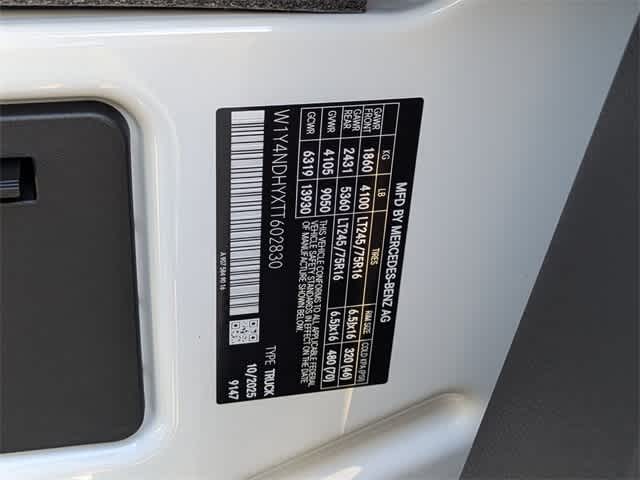 MFD BY MERCEDES-BENZ AG
KG LB TIRES RIM SIZE COLD KPA/(PSI)
GAWR FRONT 1860 4100 LT245/75R16 6.5Jx16 320 (46)
GAWR REAR 2431 5360 LT245/75R16 6.5Jx16 480 (70)
GVWR 4105 9050
GCWR 6319 13930
THIS VEHICLE CONFORMS TO ALL APPLICABLE FEDERAL MOTOR
VEHICLE SAFETY STANDARDS IN EFFECT ON THE DATE OF
MANUFACTURE SHOWN BELOW.
W1Y4NDHYXTT602830
TYPE TRUCK
10/2025
9147